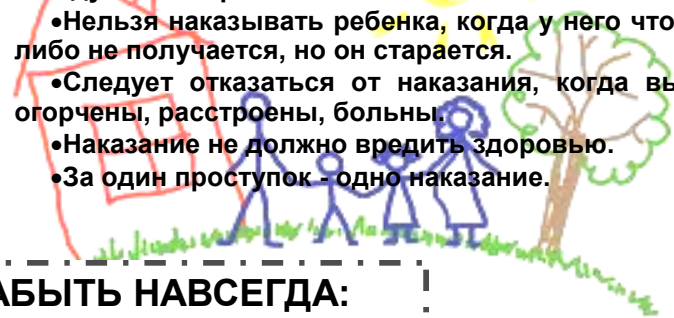 •Нельзя наказывать ребенка, когда у него что
либо не получается, но он старается.
•Следует отказаться от наказания, когда вы
огорчены, расстроены, больны.
•Наказание не должно вредить здоровью.
•За один проступок - одно наказание.
АБЫТЬ НАВСЕГДА: